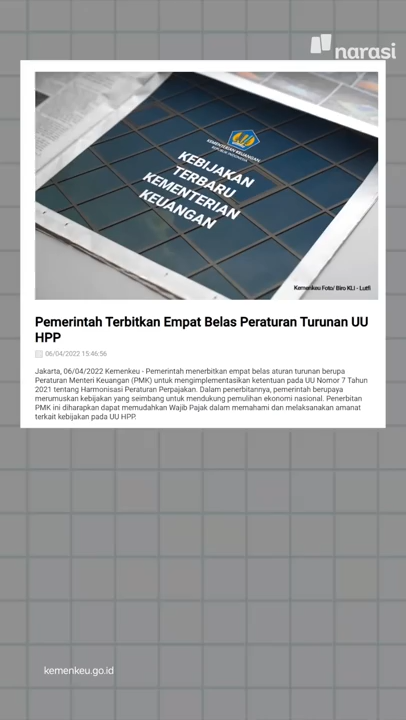 narasi
KEMENTERIAN KEUANGAN
REPUBLIK INDONESIA
KEBIJAKAN
TERBARU
KEMENTERIAN
KEUANGAN
Kemenkeu Foto/ Biro KLI - Lutfi
Pemerintah Terbitkan Empat Belas Peraturan Turunan UU
HPP
06/04/2022 15:46:56
Jakarta, 06/04/2022 Kemenkeu - Pemerintah menerbitkan empat belas aturan turunan berupa
Peraturan Menteri Keuangan (PMK) untuk mengimplementasikan ketentuan pada UU Nomor 7 Tahun
2021 tentang Harmonisasi Peraturan Perpajakan. Dalam penerbitannya, pemerintah berupaya
merumuskan kebijakan yang seimbang untuk mendukung pemulihan ekonomi nasional. Penerbitan
PMK ini diharapkan dapat memudahkan Wajib Pajak dalam memahami dan melaksanakan amanat
terkait kebijakan pada UU HPP.
kemenkeu.go.id